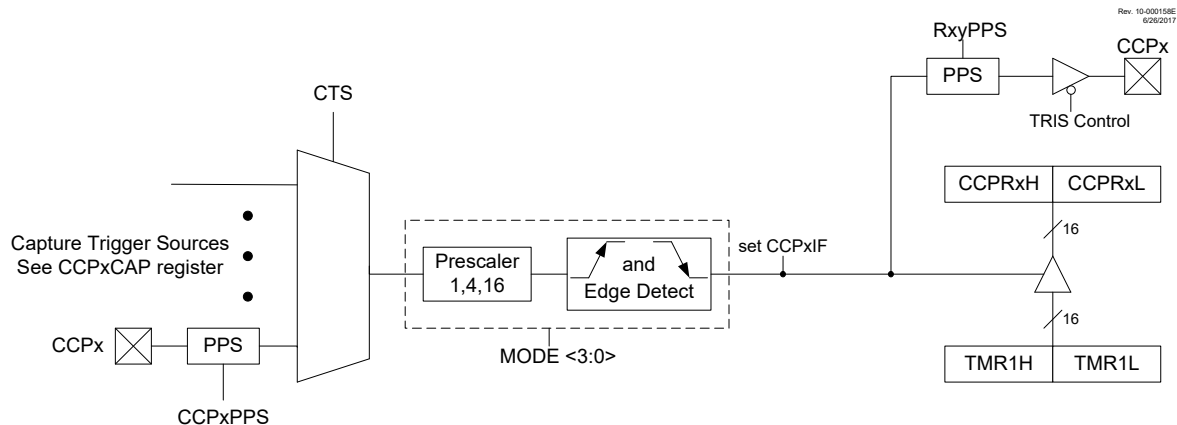 Rev. 10-000158E
6/26/2017
RxyPPS
CCPx
PPS
TRIS Control
CTS
CCPRxH
CCPRxL
16
Capture Trigger Sources
See CCPxCAP register
Prescaler
1,4,16
and
Edge Detect
set CCPxIF
16
CCPx
PPS
MODE <3:0>
TMR1H
TMR1L
CCPxPPS